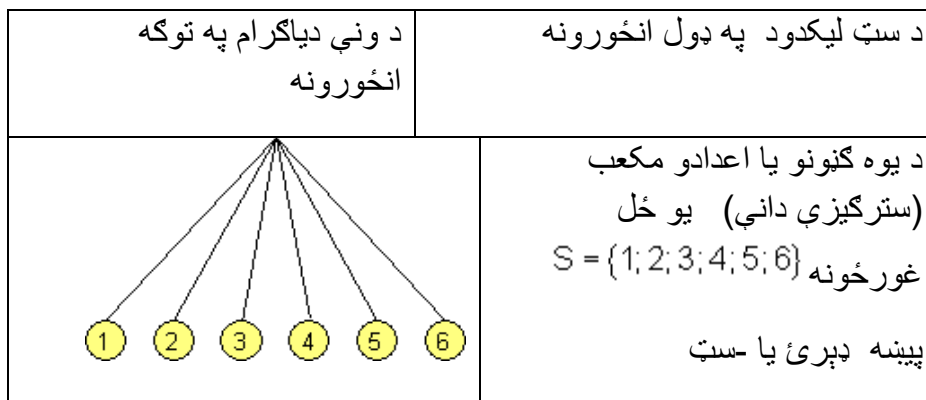 د سټ لیکدود په ډول انځورونه
د ونې دیاګرام په توګه
انځورونه
د یوه ګڼونو یا اعدادو مکعب
(سترګیزې دانې) یو ځل
غورځونه S = {1; 2; 3; 4; 5; 6}
پیښه ډېرۍ یا -سټ
1 2 3 4 5 6